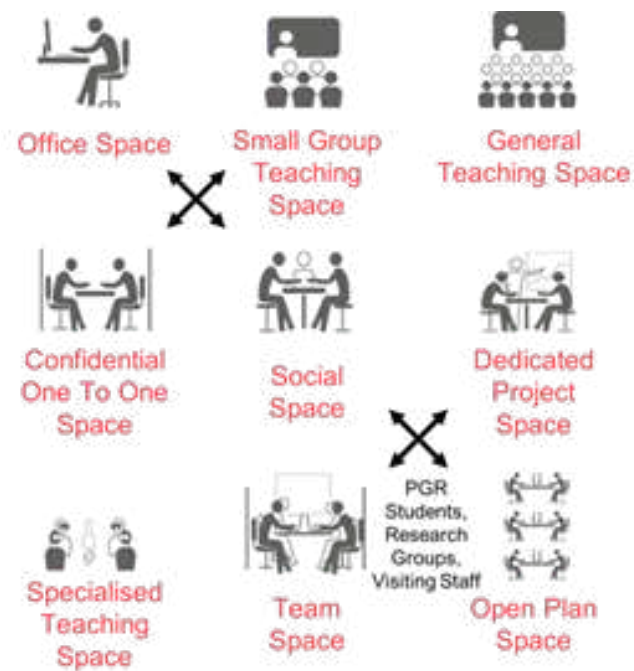 Office Space
Small Group
Teaching
Space
General
Teaching Space
Confidential
One To One
Space
Social
Space
Dedicated
Project
Space
Specialised
Teaching
Space
Team
Space
PGR
Students,
Research
Groups,
Visiting Staff
Open Plan
Space